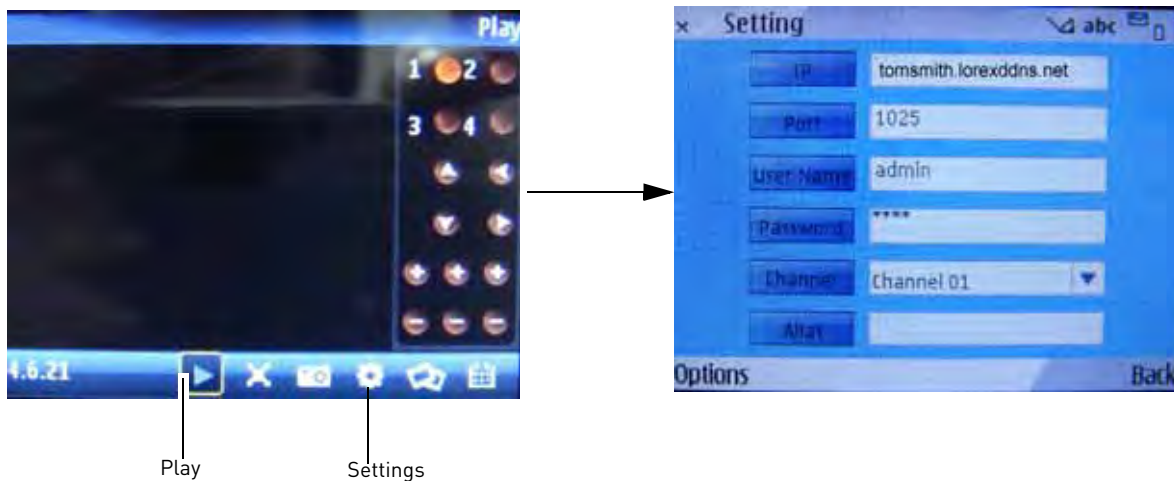 Play
1 2
3 4
4.6.21
Play
Settings
Setting
abc
IP
tomsmith.lorexddns.net
Port
1025
User Name
admin
Password
****
Channel
Channel 01
Alias
Options
Back